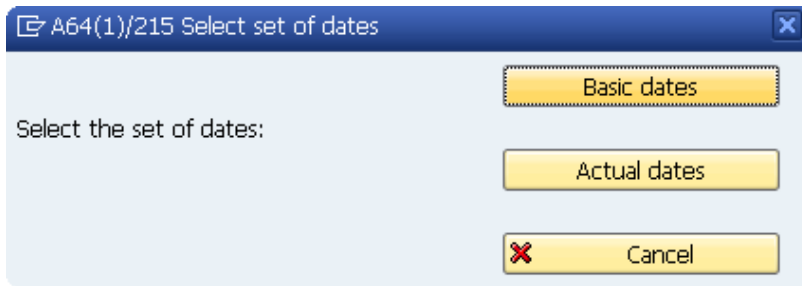 A64(1)/215 Select set of dates
Basic dates
Select the set of dates:
Actual dates
Cancel